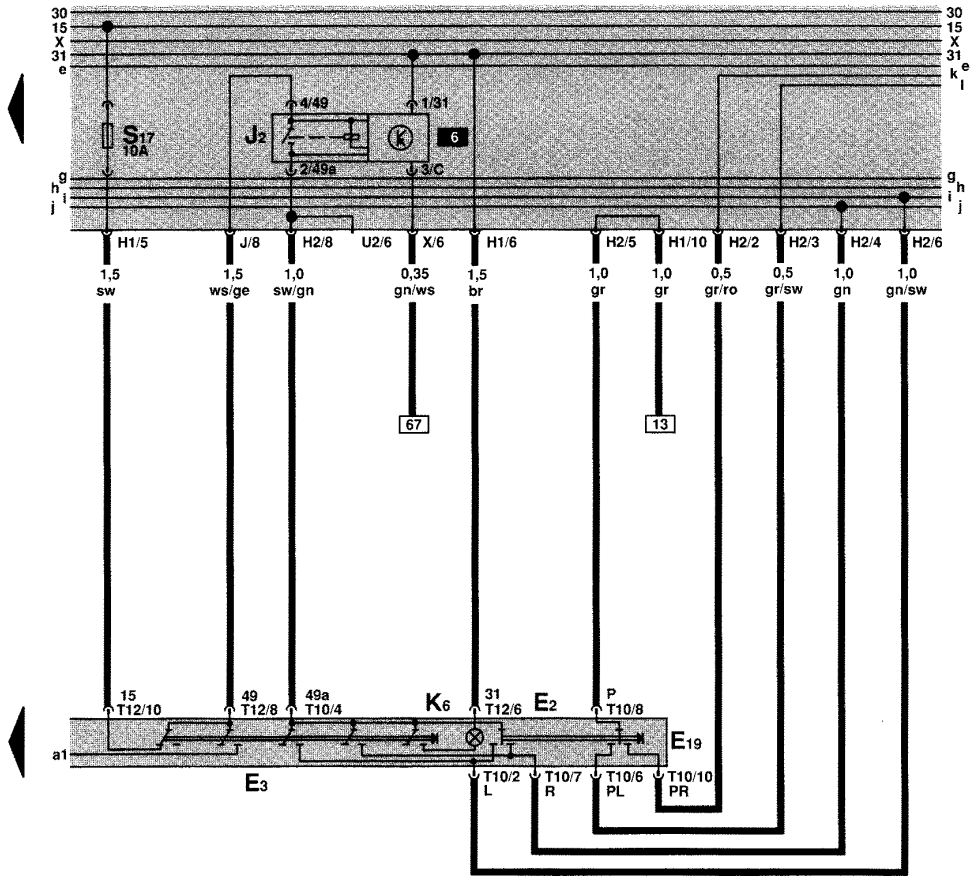 30 30
15 15
X X
31 31
e e
k
l
4/49 1/31
S17
10A
J2
k
6
2/49a 3/C
g g
h h
i i
j j
H1/5 J/8 H2/8 U2/6 X/6 H1/6 H2/5 H1/10 H2/2 H2/3 H2/4 H2/6
1,5 1,5 1,0 0,35 1,5 1,0 1,0 0,5 0,5 1,0 1,0
sw ws/ge sw/gn gn/ws br gr gr gr/ro gr/sw gn gn/sw
67 13
15 49 49a K6 31 E2 P
T12/10 T12/8 T10/4 T12/6 T10/8
E19
a1
E3
T10/2 T10/7 T10/6 T10/10
L R PL PR